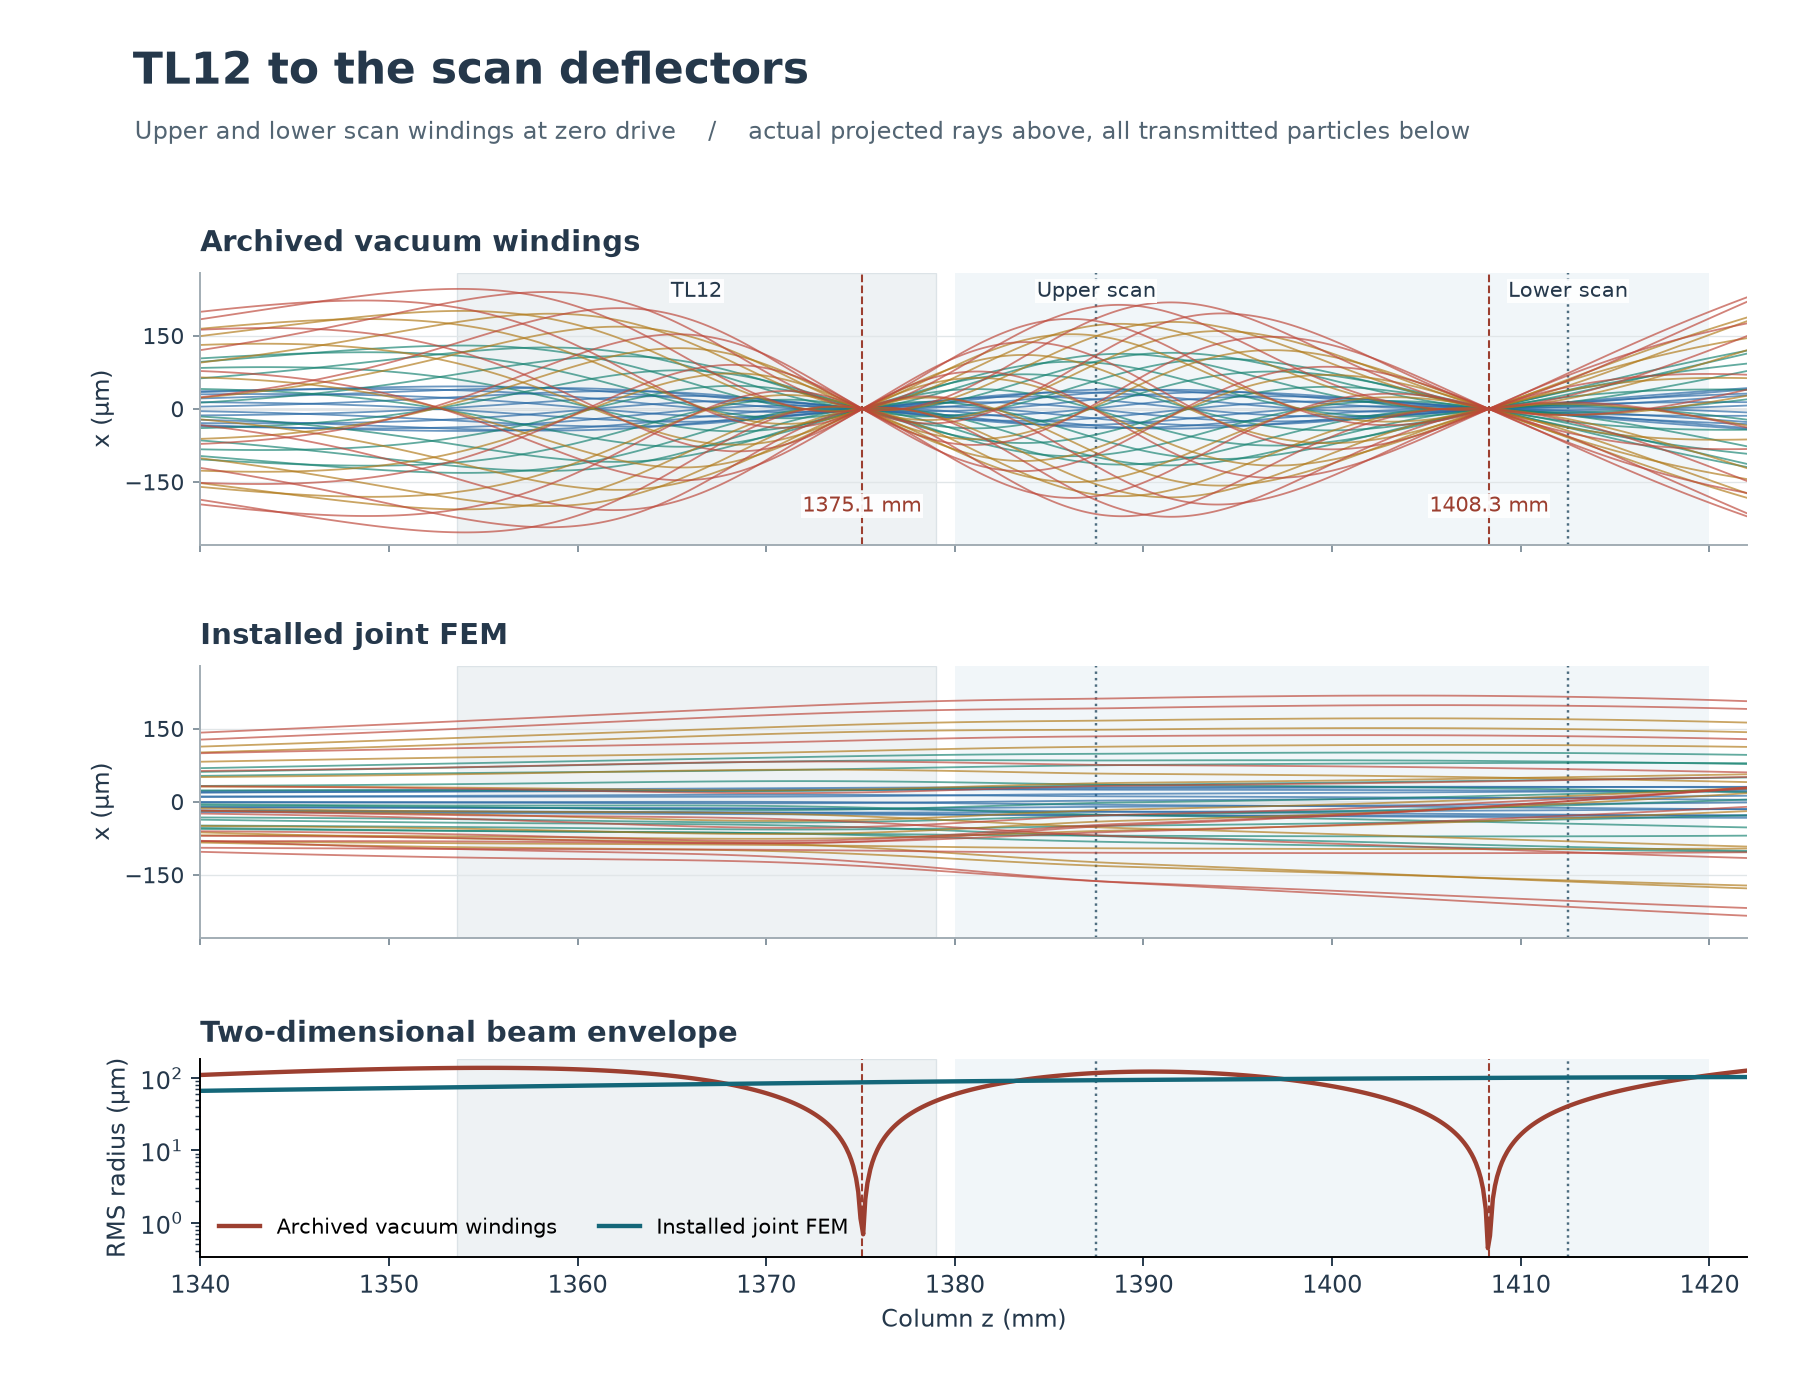 TL12 to the scan deflectors
Upper and lower scan windings at zero drive / actual projected rays above, all transmitted particles below
Archived vacuum windings
TL12
Upper scan
Lower scan
150
0
−150
x (μm)
1375.1 mm
1408.3 mm
Installed joint FEM
150
0
−150
x (μm)
Two-dimensional beam envelope
10²
10¹
10⁰
RMS radius (μm)
Archived vacuum windings
Installed joint FEM
1340 1350 1360 1370 1380 1390 1400 1410 1420
Column z (mm)